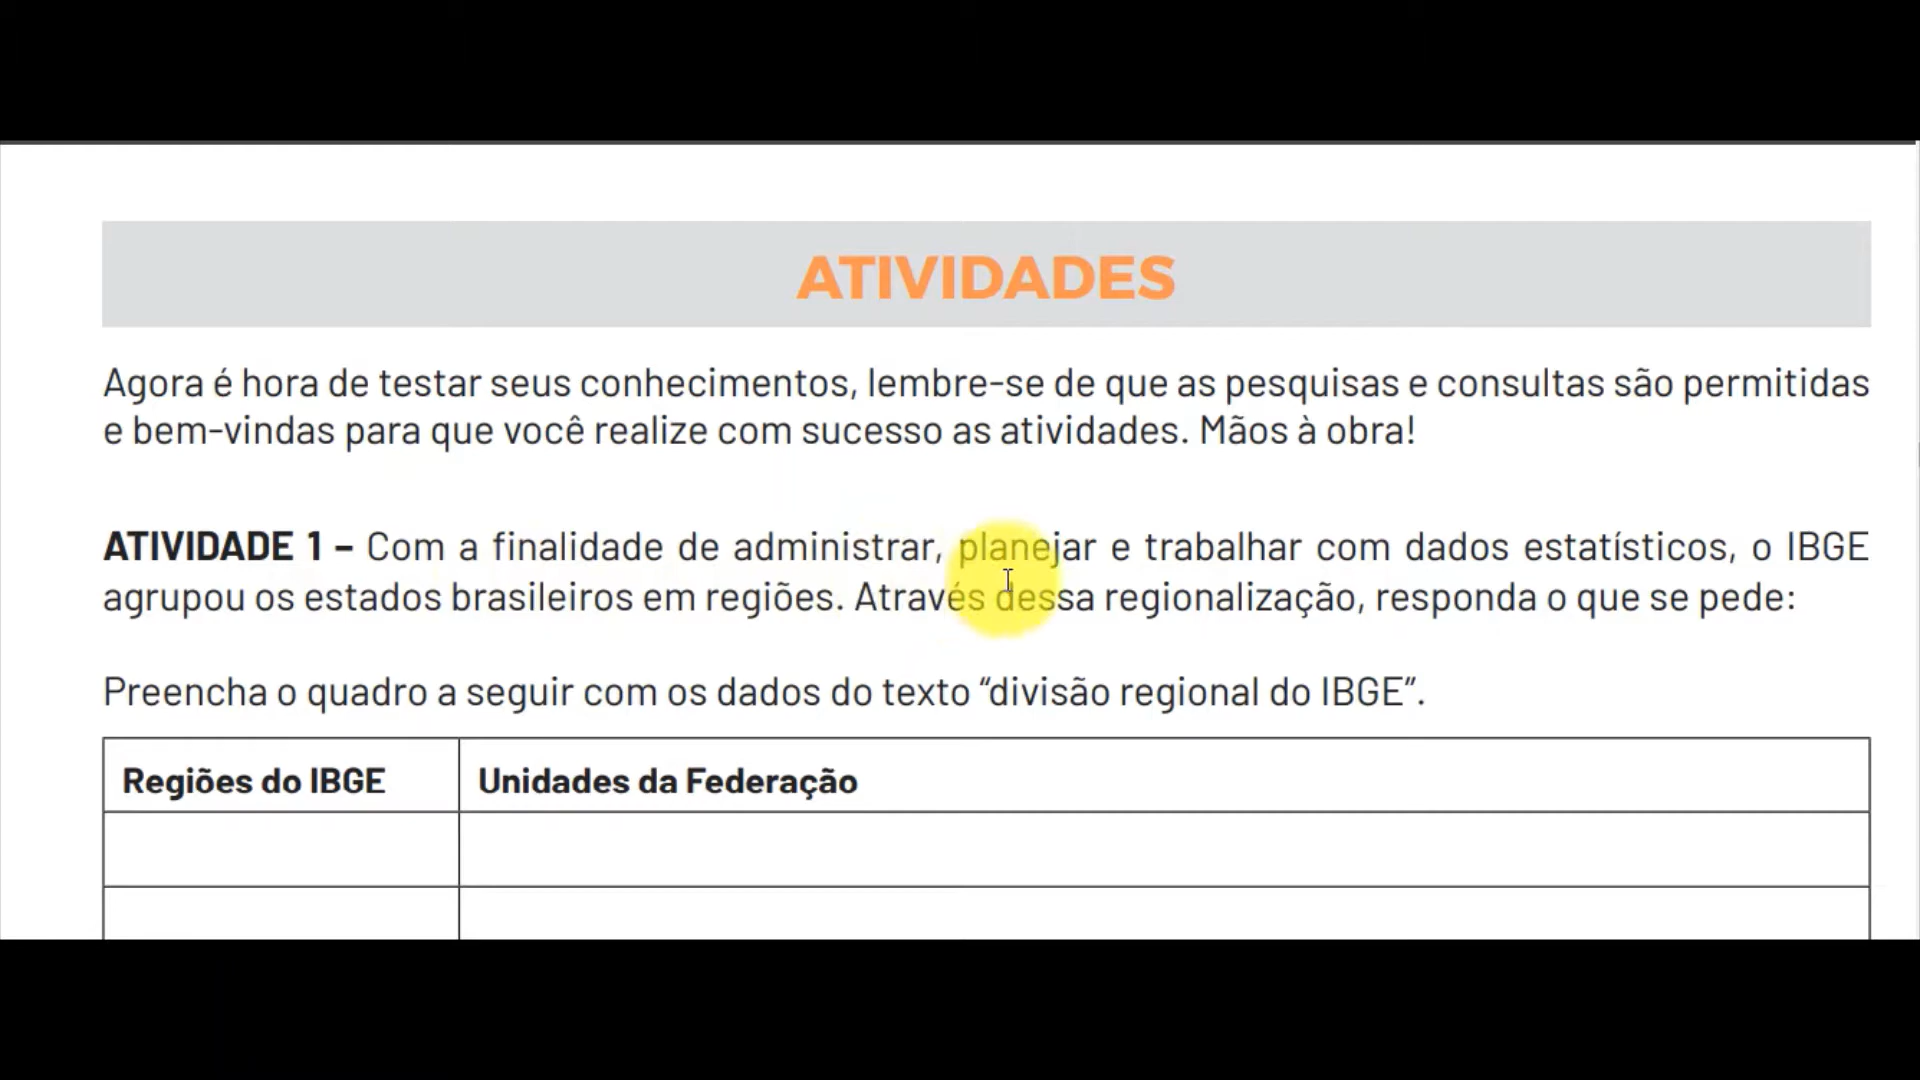 ATIVIDADES
Agora é hora de testar seus conhecimentos, lembre-se de que as pesquisas e consultas são permitidas
e bem-vindas para que você realize com sucesso as atividades. Mãos à obra!
ATIVIDADE 1 – Com a finalidade de administrar, planejar e trabalhar com dados estatísticos, o IBGE
agrupou os estados brasileiros em regiões. Através dessa regionalização, responda o que se pede:
Preencha o quadro a seguir com os dados do texto “divisão regional do IBGE”.
Regiões do IBGE Unidades da Federação